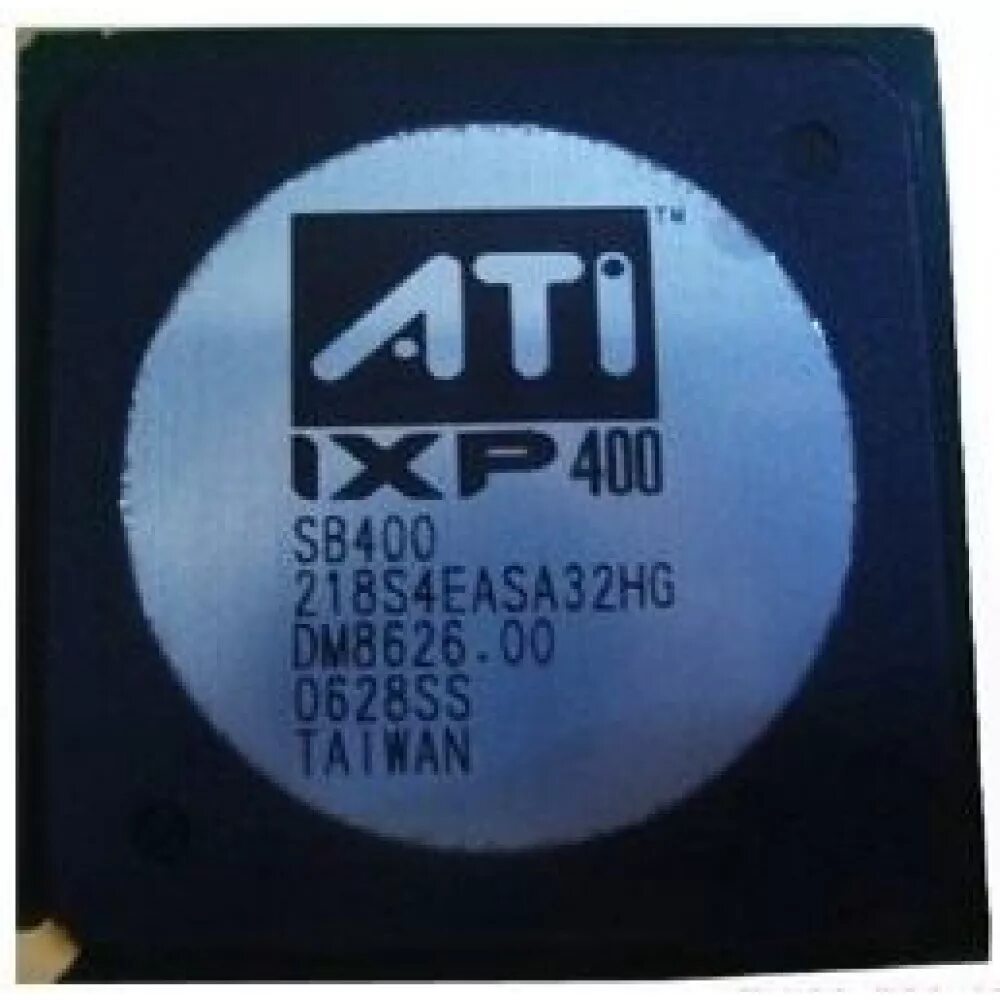 ATi™
IXP 400
SB400
218S4EASA32HG
DM8626.00
0628SS
TAIWAN